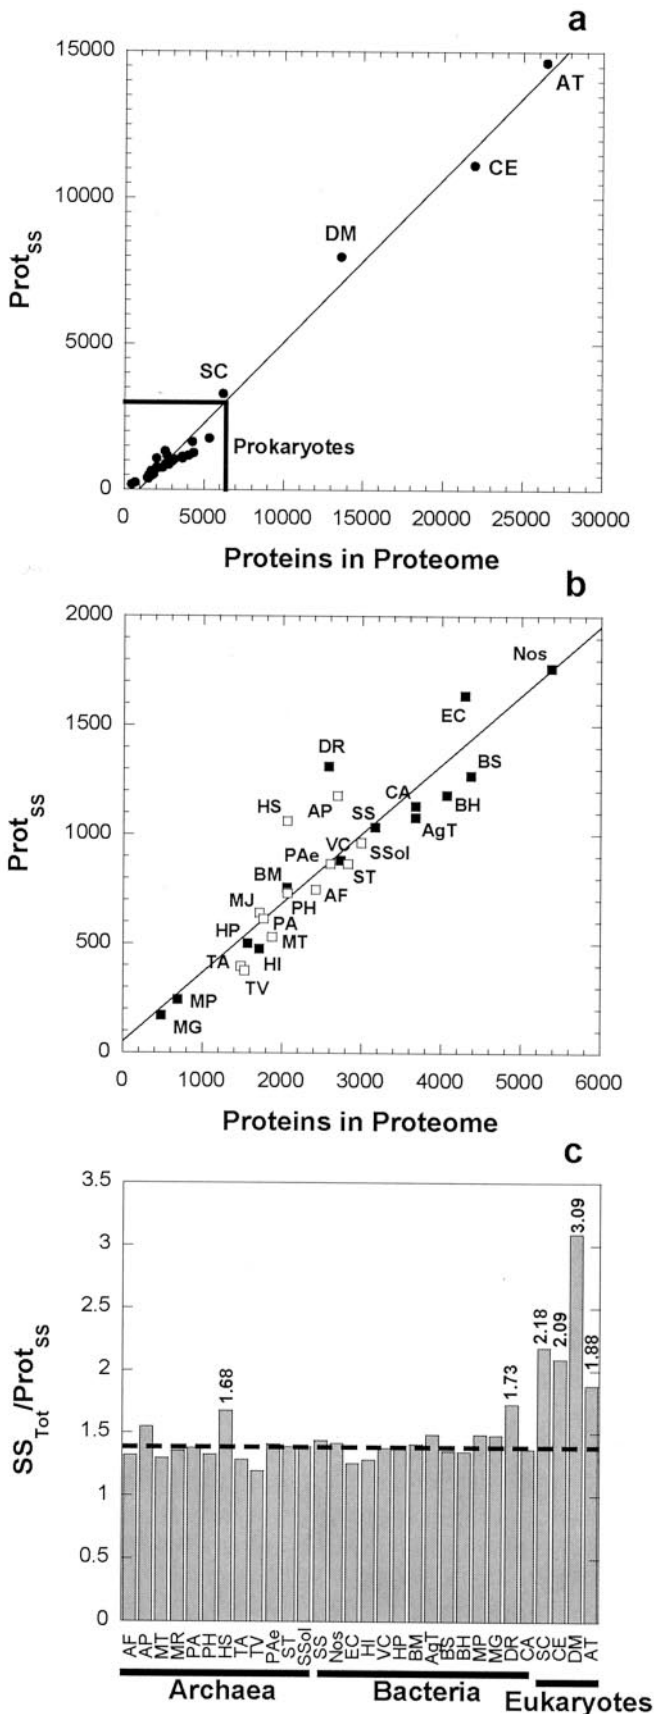 a
15000
AT
CE
10000
DM
Prot_SS
5000
SC
Prokaryotes
0
0 5000 10000 15000 20000 25000 30000
Proteins in Proteome
b
2000
Nos
EC
1500
DR
BS
CA
HS AP SS
BH
AgT
Prot_SS
1000
VC
PAe SSol
ST
BM
AF
MJ PH
PA
HP MT
500
TA HI
TV
MP
MG
0
0 1000 2000 3000 4000 5000 6000
Proteins in Proteome
c
3.5
3.09
3
2.5
2.18
2.09
2
1.88
1.73
1.68
SS_Tot/Prot_SS
1.5
1
0.5
0
AF AP MT MR PA PH HS TA TV PAe ST SSol SS Nos EC HI VC HP BM AgT BS BH MP MG DR CA SC CE DM AT
Archaea Bacteria Eukaryotes